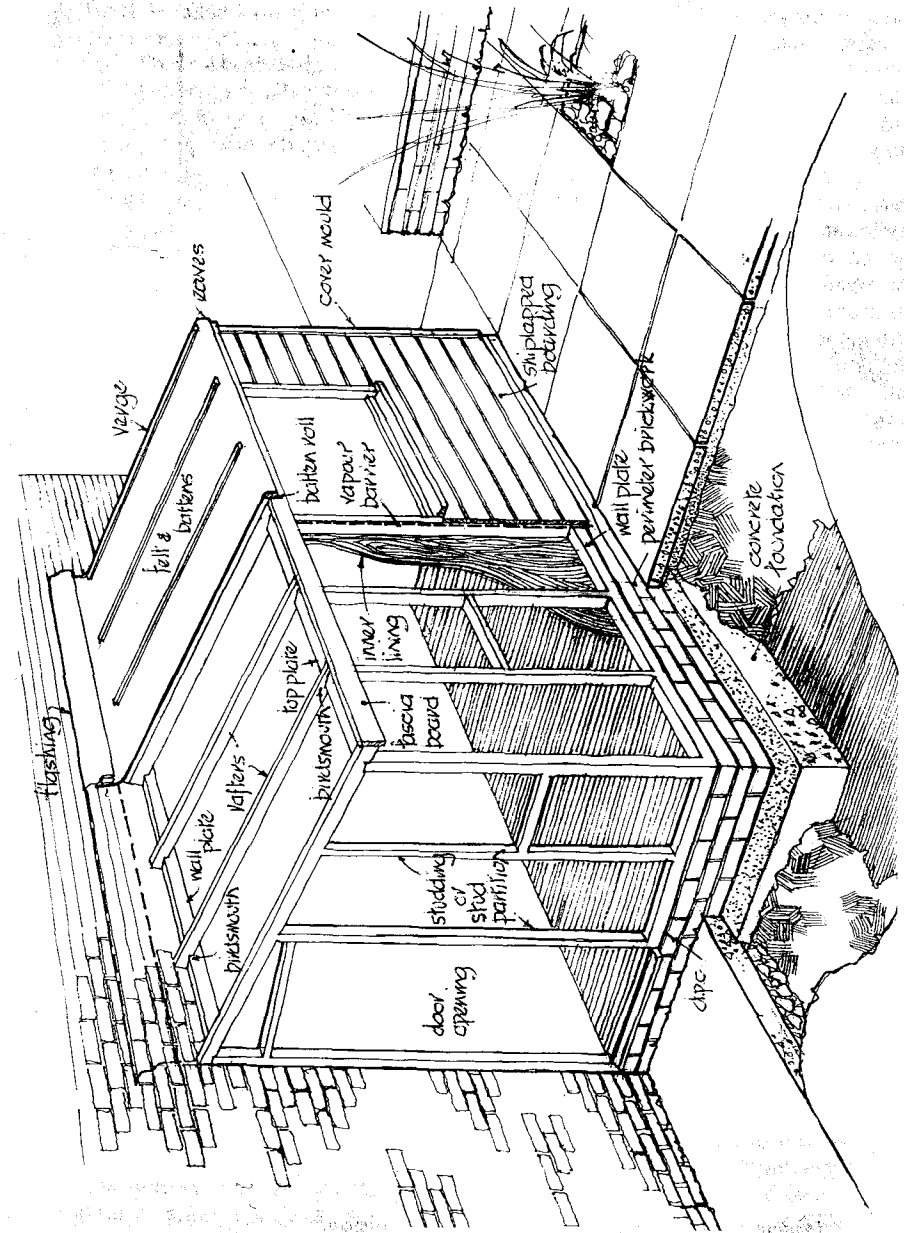 flashing
verge
eaves
felt &
battens
cover mould
batten roll
vapour
barrier
wall plate
rafters
top plate
birdsmouth
birdsmouth
inner
lining
fascia
board
shiplapped
boarding
studding
or
stud
partition
door
opening
wall plate
perimeter brickwork
concrete
foundation
d.p.c